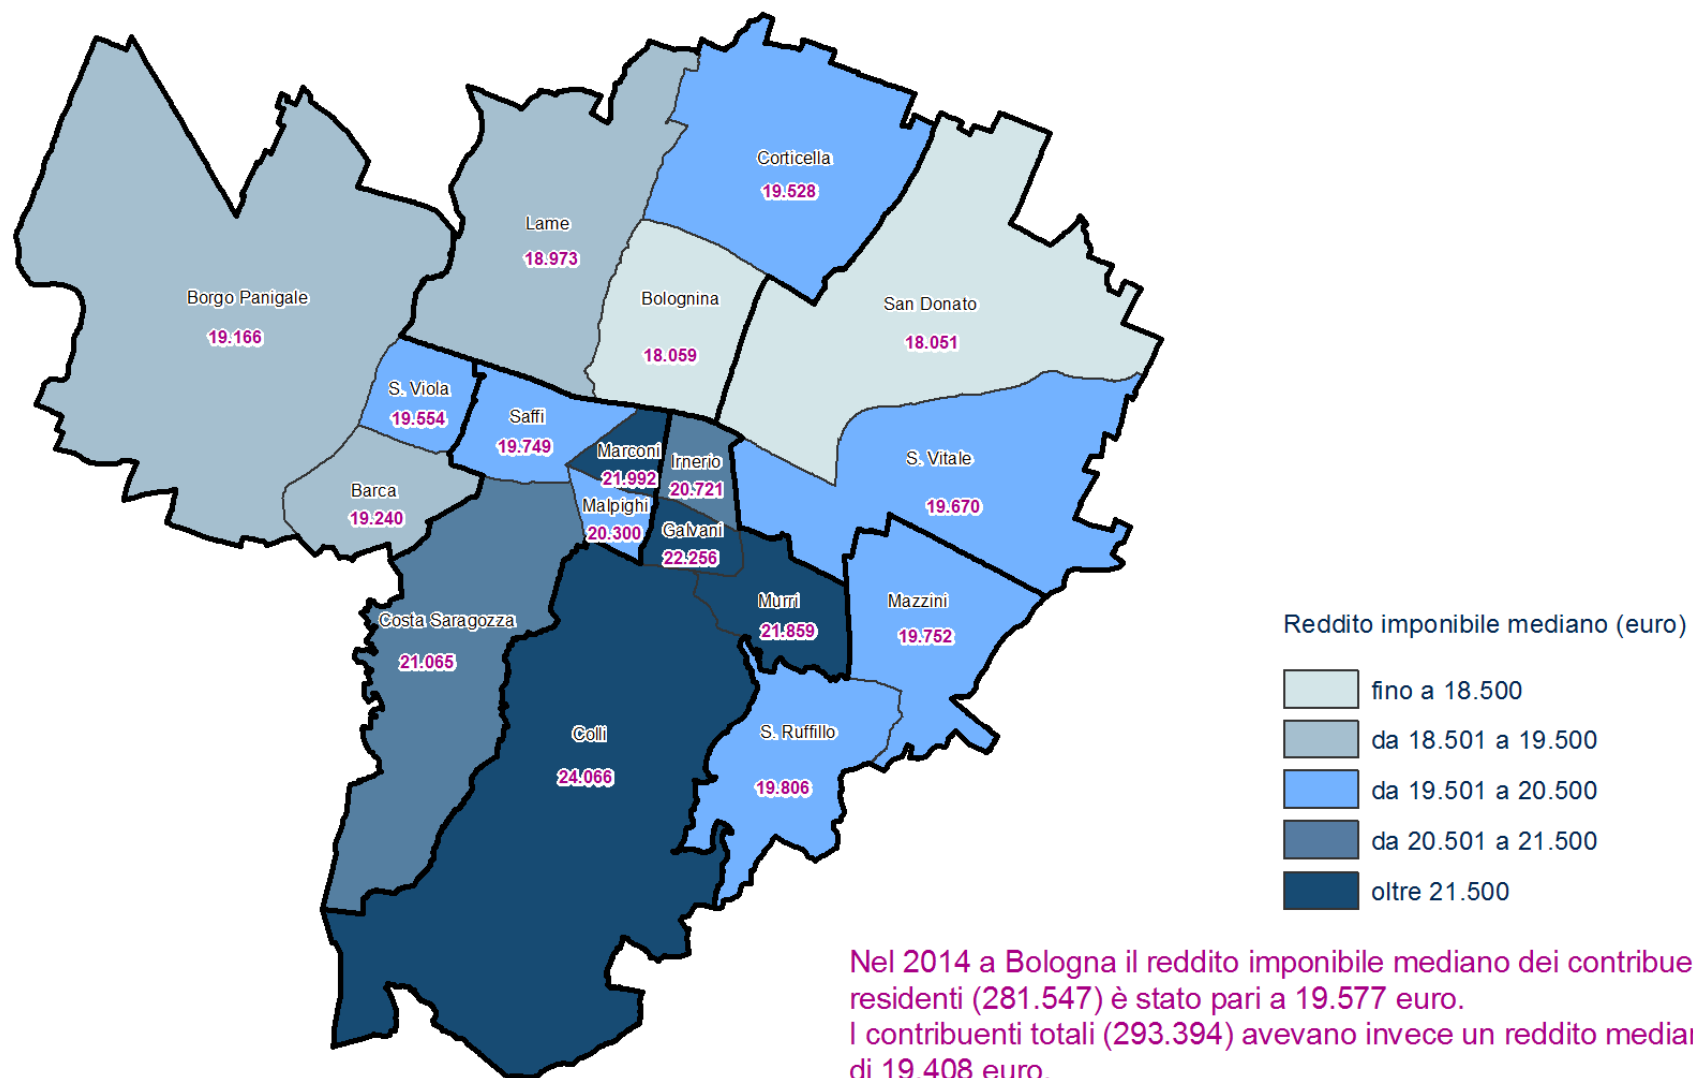 Corticella
19.528
Lame
18.973
Borgo Panigale
19.166
Bolognina
18.059
San Donato
18.051
S. Viola
19.554
Saffi
19.749
Marconi
21.992
Irnerio
20.721
S. Vitale
19.670
Barca
19.240
Malpighi
20.300
Galvani
22.256
Costa Saragozza
21.065
Murri
21.859
Mazzini
19.752
Colli
24.066
S. Ruffillo
19.806
Reddito imponibile mediano (euro)
fino a 18.500
da 18.501 a 19.500
da 19.501 a 20.500
da 20.501 a 21.500
oltre 21.500
Nel 2014 a Bologna il reddito imponibile mediano dei contribue
residenti (281.547) è stato pari a 19.577 euro.
I contribuenti totali (293.394) avevano invece un reddito median
di 19.408 euro.